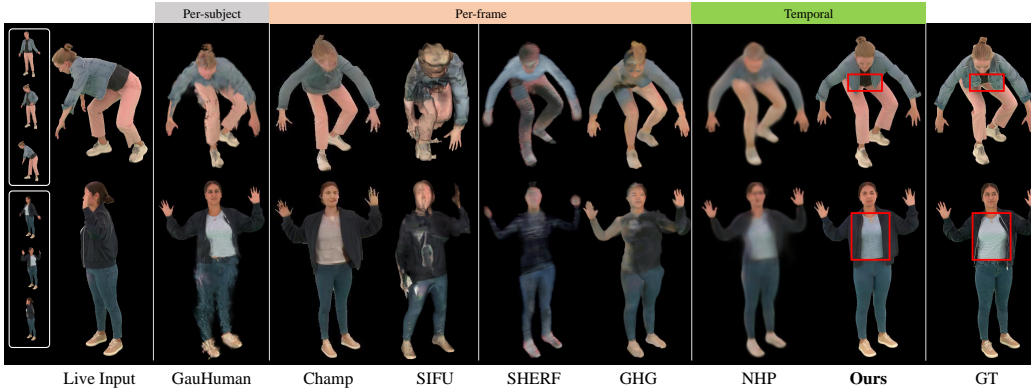 Per-subject Per-frame Temporal
Live Input GauHuman Champ SIFU SHERF GHG NHP Ours GT